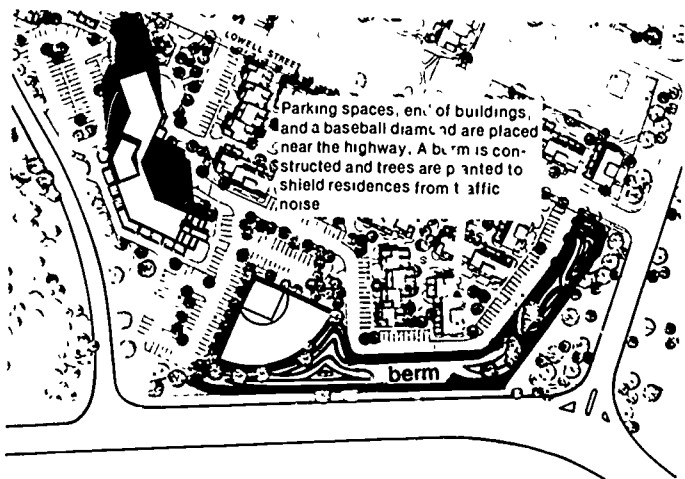 LOWELL STREET
Parking spaces, end of buildings,
and a baseball diamond are placed
near the highway. A berm is con-
structed and trees are planted to
shield residences from traffic
noise
berm